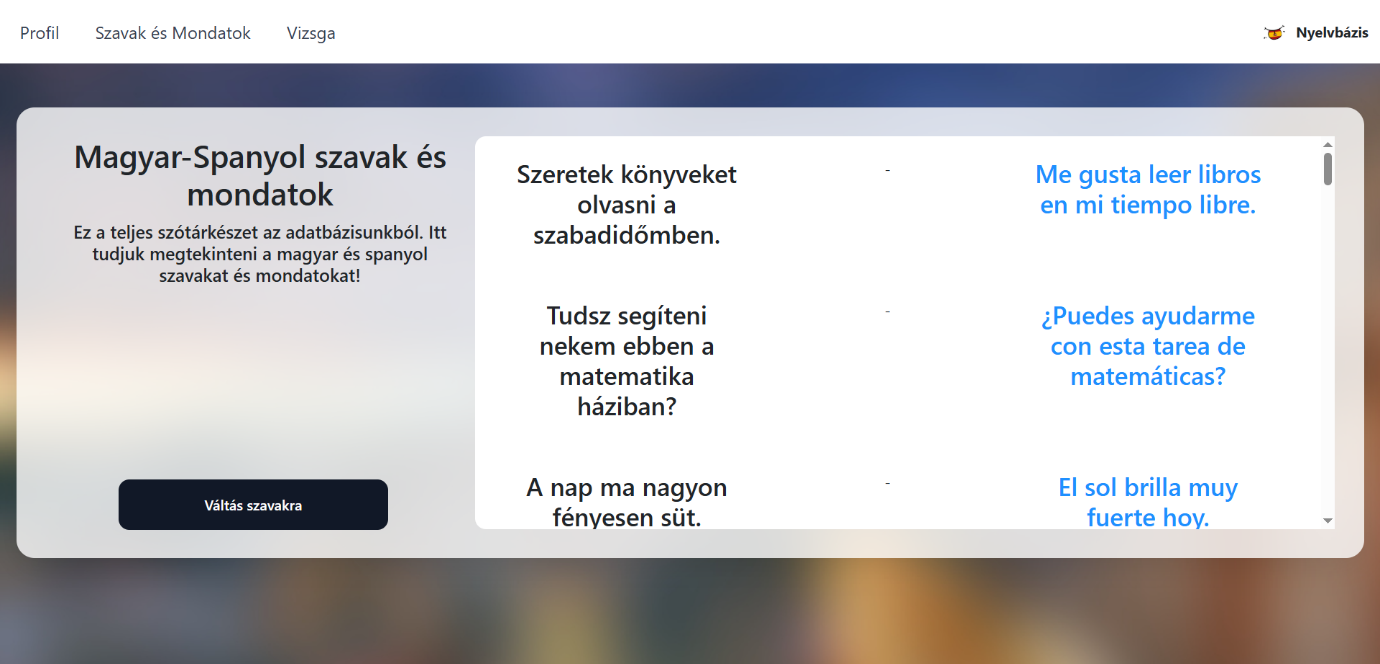 Profil
Szavak és Mondatok
Vizsga
Nyelvbázis
Magyar-Spanyol szavak és
mondatok
Ez a teljes szótárkészet az adatbázisunkból. Itt
tudjuk megtekinteni a magyar és spanyol
szavakat és mondatokat!
Váltás szavakra
Szeretek könyveket
olvasni a
szabadidőmben.
-
Me gusta leer libros
en mi tiempo libre.
Tudsz segíteni
nekem ebben a
matematika
háziban?
-
¿Puedes ayudarme
con esta tarea de
matemáticas?
A nap ma nagyon
fényesen süt.
-
El sol brilla muy
fuerte hoy.